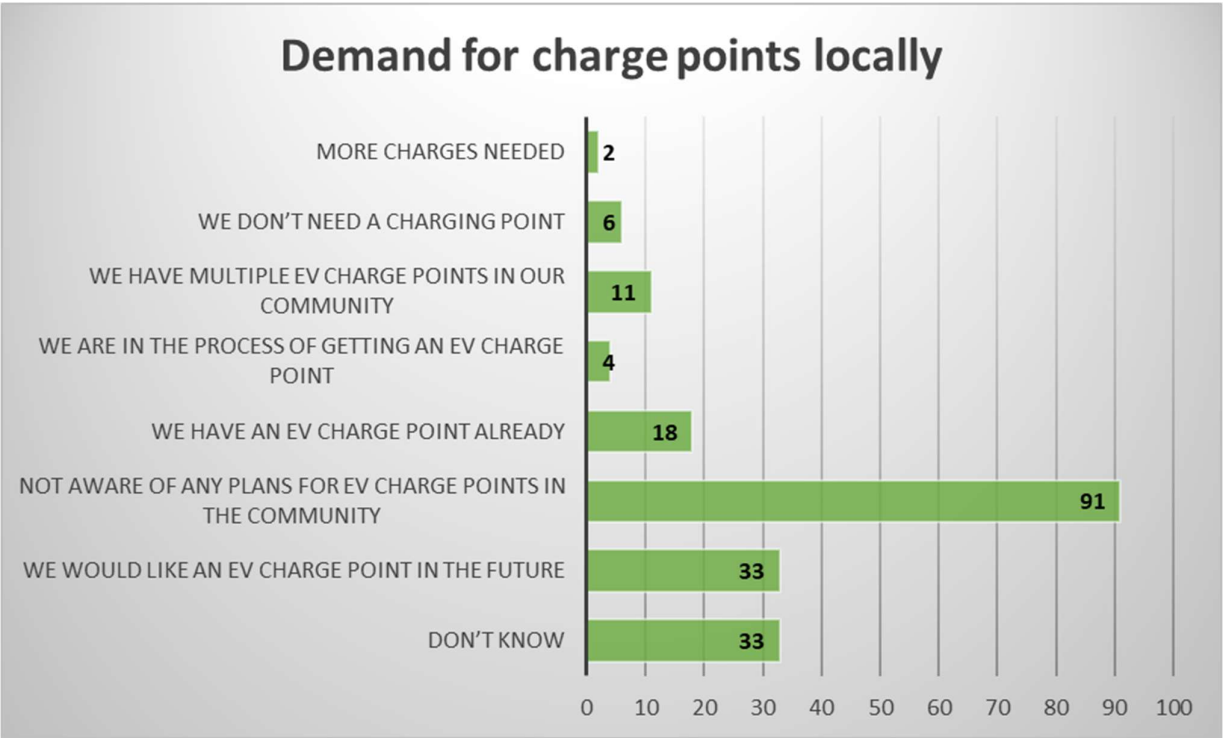 Demand for charge points locally
MORE CHARGES NEEDED
2
WE DON’T NEED A CHARGING POINT
6
WE HAVE MULTIPLE EV CHARGE POINTS IN OUR
COMMUNITY
11
WE ARE IN THE PROCESS OF GETTING AN EV CHARGE
POINT
4
WE HAVE AN EV CHARGE POINT ALREADY
18
NOT AWARE OF ANY PLANS FOR EV CHARGE POINTS IN
THE COMMUNITY
91
WE WOULD LIKE AN EV CHARGE POINT IN THE FUTURE
33
DON’T KNOW
33
0 10 20 30 40 50 60 70 80 90 100